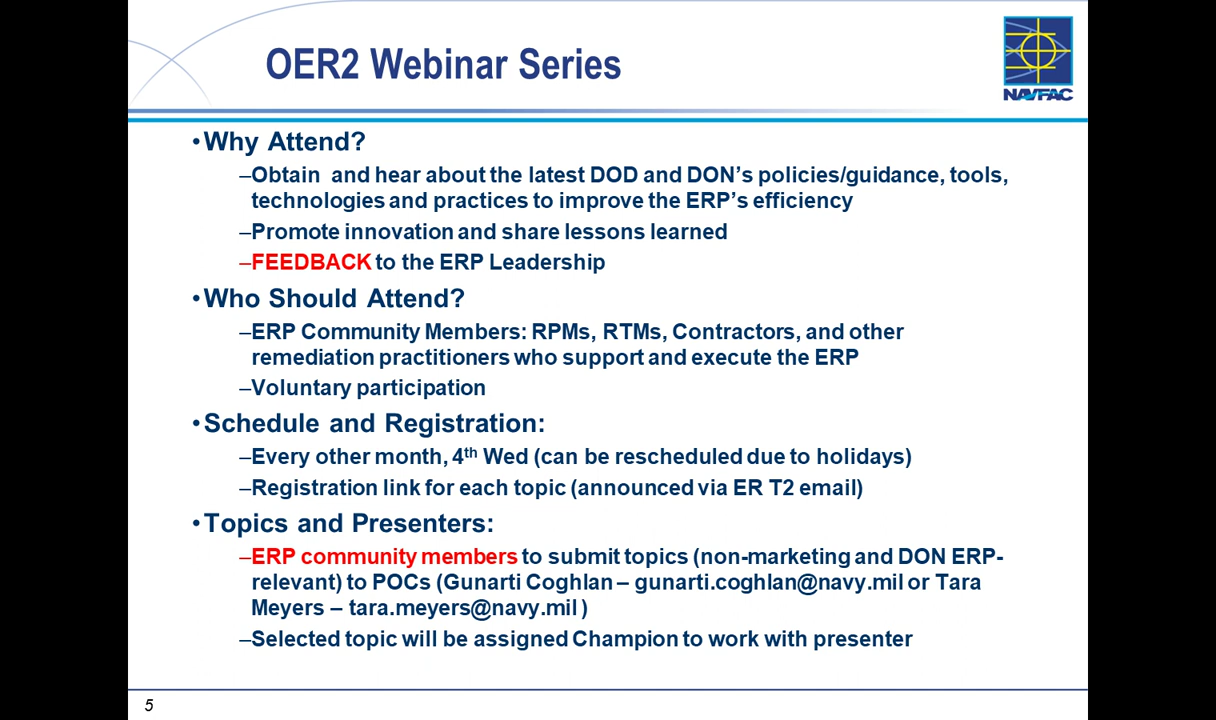 OER2 Webinar Series
NAVFAC
•Why Attend?
–Obtain  and hear about the latest DOD and DON’s policies/guidance, tools,
technologies and practices to improve the ERP’s efficiency
–Promote innovation and share lessons learned
–FEEDBACK to the ERP Leadership
•Who Should Attend?
–ERP Community Members: RPMs, RTMs, Contractors, and other
remediation practitioners who support and execute the ERP
–Voluntary participation
•Schedule and Registration:
–Every other month, 4th Wed (can be rescheduled due to holidays)
–Registration link for each topic (announced via ER T2 email)
•Topics and Presenters:
–ERP community members to submit topics (non-marketing and DON ERP-
relevant) to POCs (Gunarti Coghlan – gunarti.coghlan@navy.mil or Tara
Meyers – tara.meyers@navy.mil )
–Selected topic will be assigned Champion to work with presenter
5